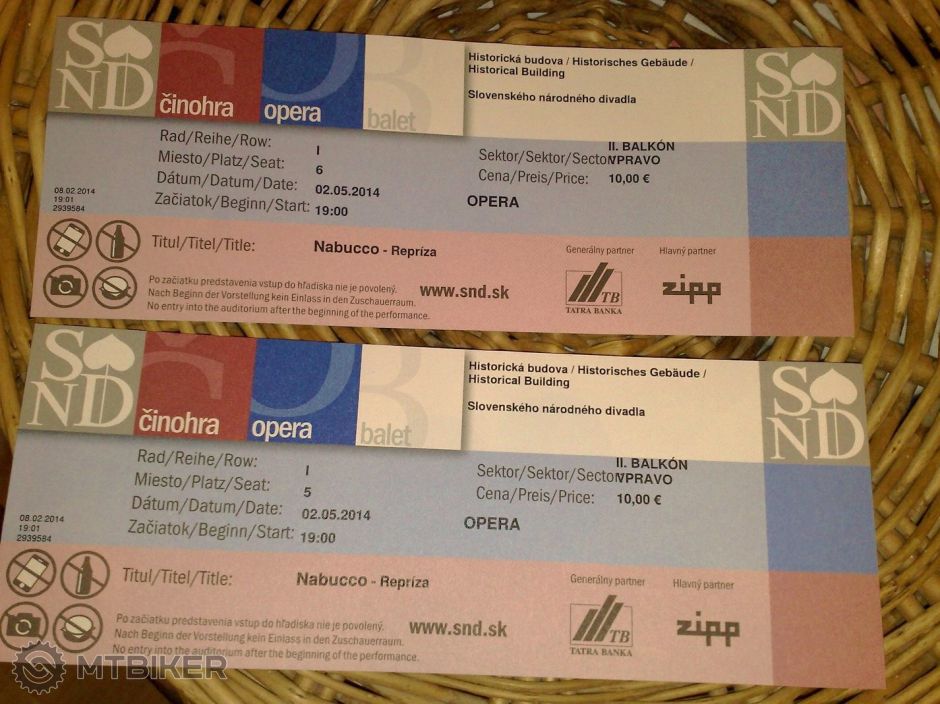 SND
činohra opera balet
Historická budova / Historisches Gebäude /
Historical Building
Slovenského národného divadla
SND
Rad/Reihe/Row: I
Miesto/Platz/Seat: 6
Dátum/Datum/Date: 02.05.2014
Začiatok/Beginn/Start: 19:00
II. BALKÓN
Sektor/Sektor/Sector VPRAVO
Cena/Preis/Price: 10,00 €
OPERA
08.02.2014
19:01
2939584
Titul/Titel/Title: Nabucco - Repríza
Po začiatku predstavenia vstup do hľadiska nie je povolený.
Nach Beginn der Vorstellung kein Einlass in den Zuschauerraum.
No entry into the auditorium after the beginning of the performance.
www.snd.sk
Generálny partner
TB
TATRA BANKA
Hlavný partner
zipp
SND
činohra opera balet
Historická budova / Historisches Gebäude /
Historical Building
Slovenského národného divadla
SND
Rad/Reihe/Row: I
Miesto/Platz/Seat: 5
Dátum/Datum/Date: 02.05.2014
Začiatok/Beginn/Start: 19:00
II. BALKÓN
Sektor/Sektor/Sector VPRAVO
Cena/Preis/Price: 10,00 €
OPERA
08.02.2014
19:01
2939584
Titul/Titel/Title: Nabucco - Repríza
Po začiatku predstavenia vstup do hľadiska nie je povolený.
Nach Beginn der Vorstellung kein Einlass in den Zuschauerraum.
No entry into the auditorium after the beginning of the performance.
www.snd.sk
Generálny partner
TB
TATRA BANKA
Hlavný partner
zipp
MTBIKER